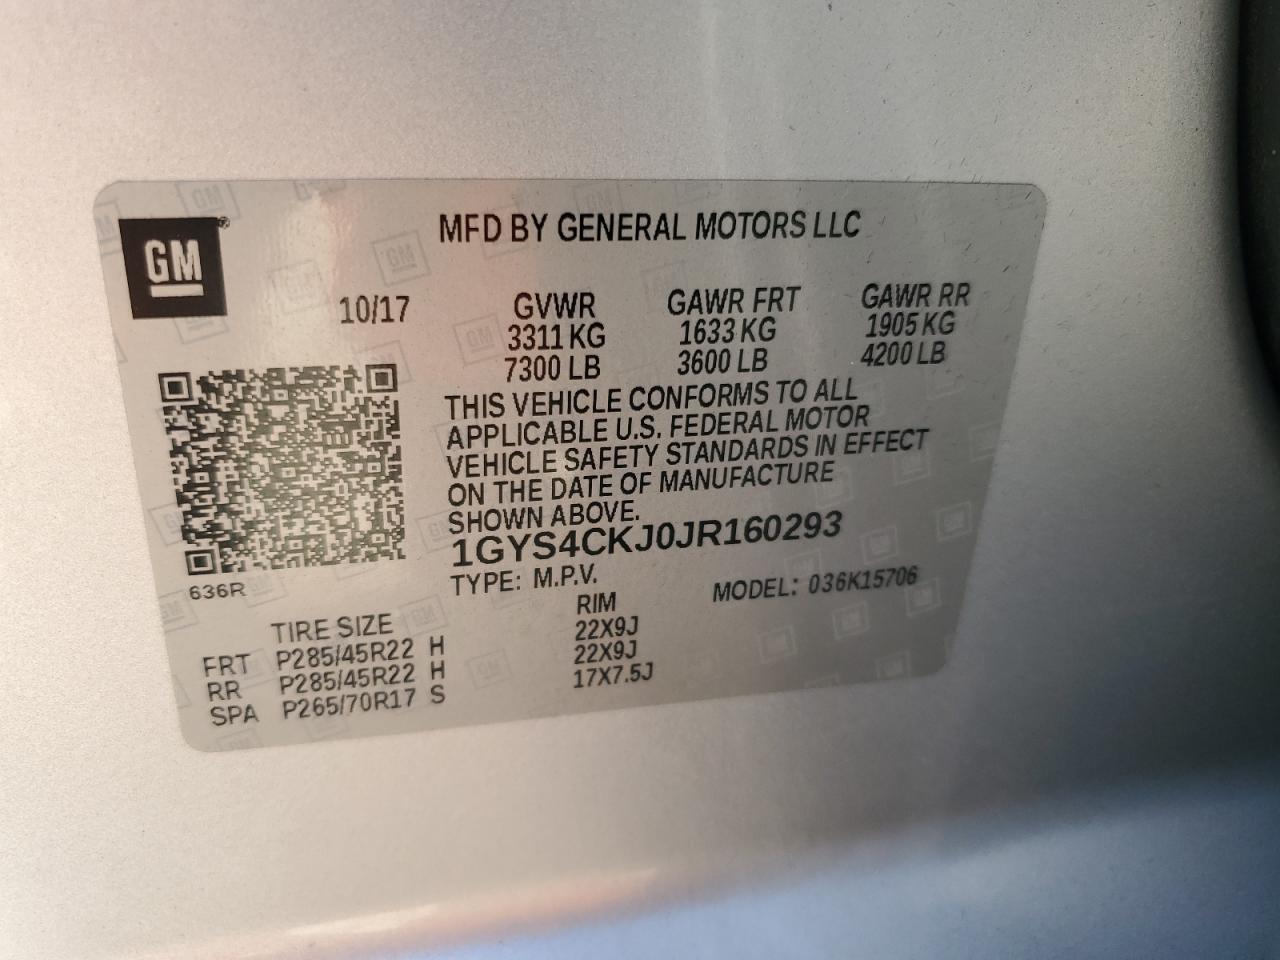 GM®
MFD BY GENERAL MOTORS LLC
10/17 GVWR GAWR FRT GAWR RR
3311 KG 1633 KG 1905 KG
7300 LB 3600 LB 4200 LB
THIS VEHICLE CONFORMS TO ALL
APPLICABLE U.S. FEDERAL MOTOR
VEHICLE SAFETY STANDARDS IN EFFECT
ON THE DATE OF MANUFACTURE
SHOWN ABOVE.
1GYS4CKJ0JR160293
636R
TYPE: M.P.V. MODEL: 036K15706
TIRE SIZE RIM
FRT P285/45R22 H 22X9J
RR P285/45R22 H 22X9J
SPA P265/70R17 S 17X7.5J